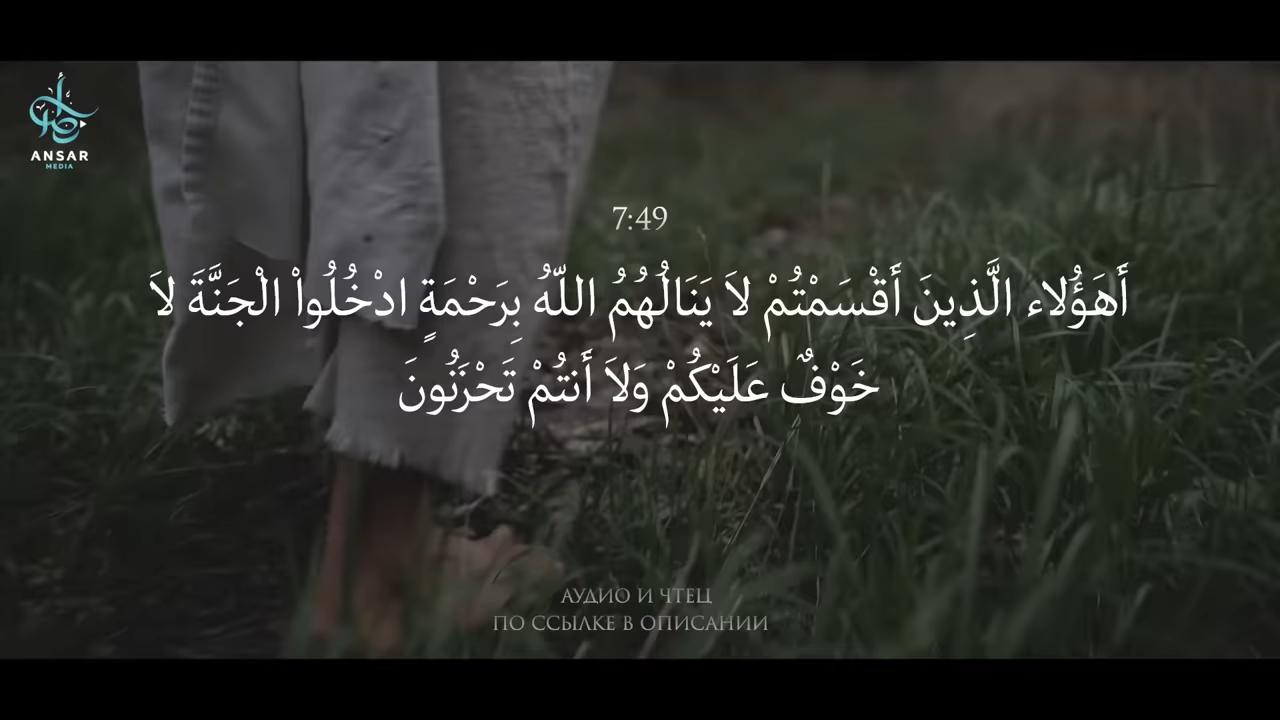 ANSAR
MEDIA
7:49
أَهَؤُلاء الَّذِينَ أَقْسَمْتُمْ لاَ يَنَالُهُمُ اللّهُ بِرَحْمَةٍ ادْخُلُواْ الْجَنَّةَ لاَ
خَوْفٌ عَلَيْكُمْ وَلاَ أَنتُمْ تَحْزَنُونَ
АУДИО И ЧТЕЦ
ПО ССЫЛКЕ В ОПИСАНИИ